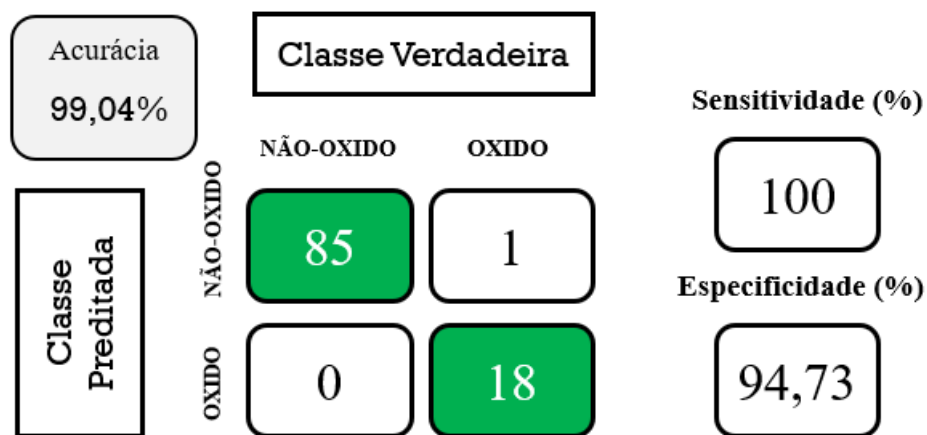 Acurácia
99,04%
Classe Verdadeira
Sensitividade (%)
NÃO-OXIDO OXIDO
NÃO-OXIDO 85 1
100
Classe
Preditada
Especificidade (%)
OXIDO 0 18
94,73